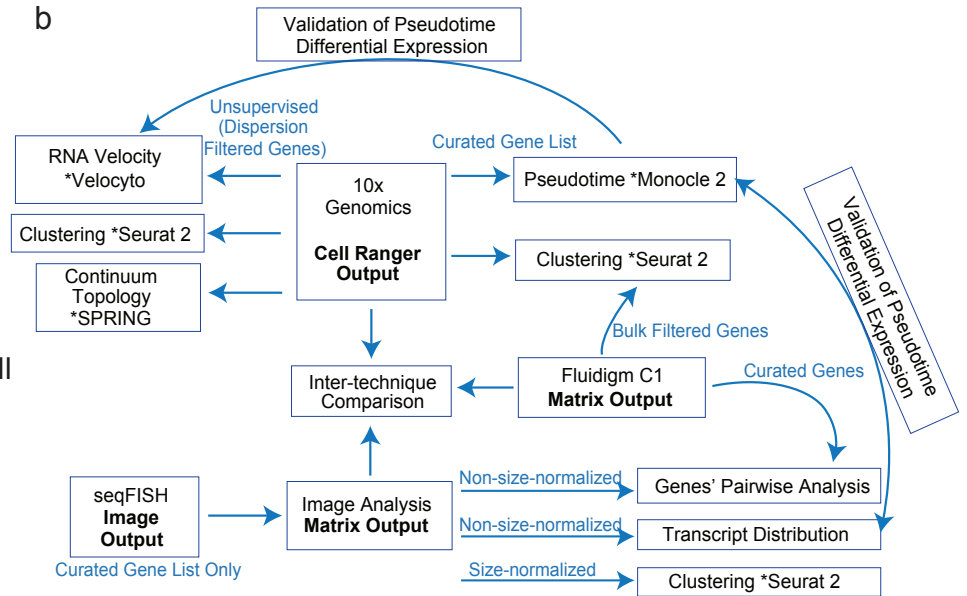 b
Validation of Pseudotime
Differential Expression
Unsupervised
(Dispersion
Filtered Genes)
Curated Gene List
RNA Velocity
*Velocyto
10x
Genomics
Cell Ranger
Output
Pseudotime *Monocle 2
Clustering *Seurat 2
Clustering *Seurat 2
Continuum
Topology
*SPRING
Validation of Pseudotime
Differential Expression
Bulk Filtered Genes
ll
Inter-technique
Comparison
Fluidigm C1
Matrix Output
Curated Genes
seqFISH
Image
Output
Curated Gene List Only
Image Analysis
Matrix Output
Non-size-normalized
Genes' Pairwise Analysis
Non-size-normalized
Transcript Distribution
Size-normalized
Clustering *Seurat 2